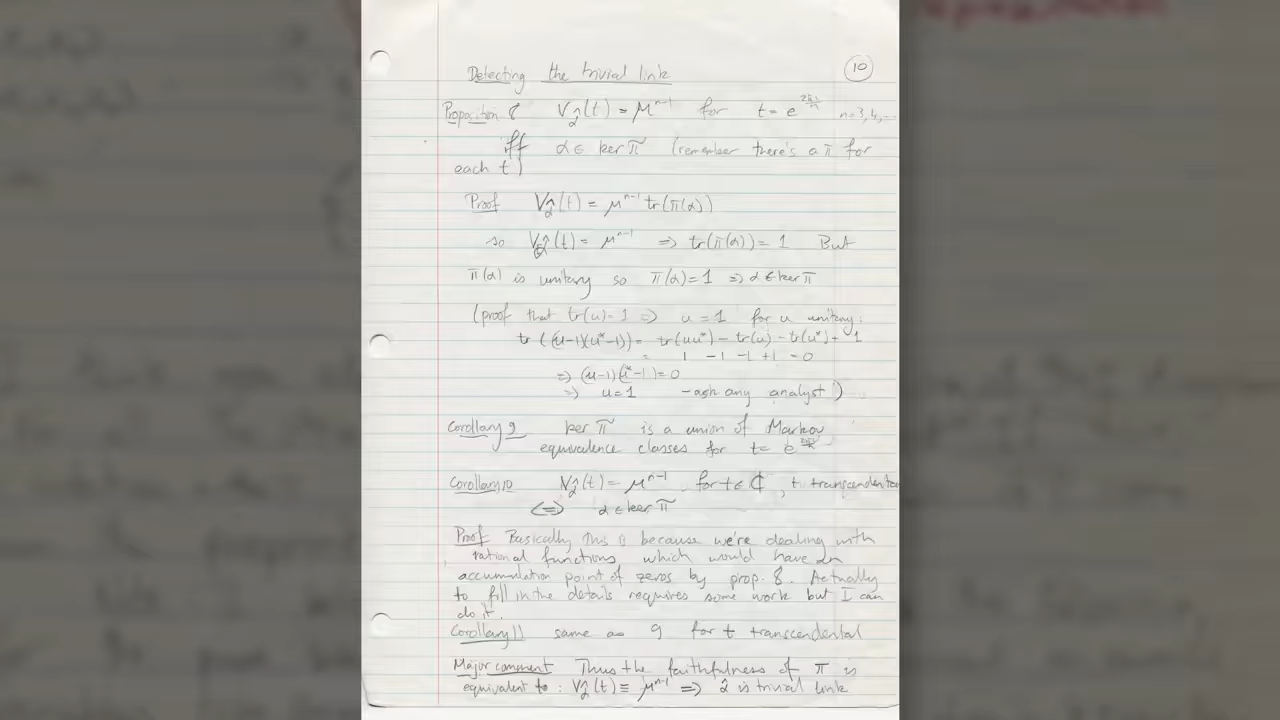 Detecting the trivial link
10
Proposition 8 V_α̂(t) = μ^{n-1} for t = e^{2πi/n} n=3,4,...
iff α ∈ ker π (remember there's a π for
each t)
Proof V_α̂(t) = μ^{n-1} tr(π(α))
so V_α̂(t) = μ^{n-1} ⇒ tr(π(α)) = 1 But
π(α) is unitary so π(α)=1 ⇒ α ∈ ker π
(proof that tr(u)=1 ⇒ u=1 for u unitary:
tr((u-1)(u*-1)) = tr(uu*) - tr(u) - tr(u*) + 1
= 1 -1 -1 +1 = 0
⇒ (u-1)(u*-1)=0
⇒ u=1 - ask any analyst!)
Corollary 9 ker π is a union of Markov
equivalence classes for t= e^{2πi/n}
Corollary 10 V_α̂(t) = μ^{n-1} for t ∈ ℂ, t transcendental
⇔ α ∈ ker π
Proof Basically this is because we're dealing with
rational functions which would have an
accumulation point of zeros by prop. 8. Actually
to fill in the details requires some work but I can
do it.
Corollary 11 same as 9 for t transcendental
Major comment Thus the faithfulness of π is
equivalent to: V_α̂(t) ≡ μ^{n-1} ⇒ α̂ is trivial link